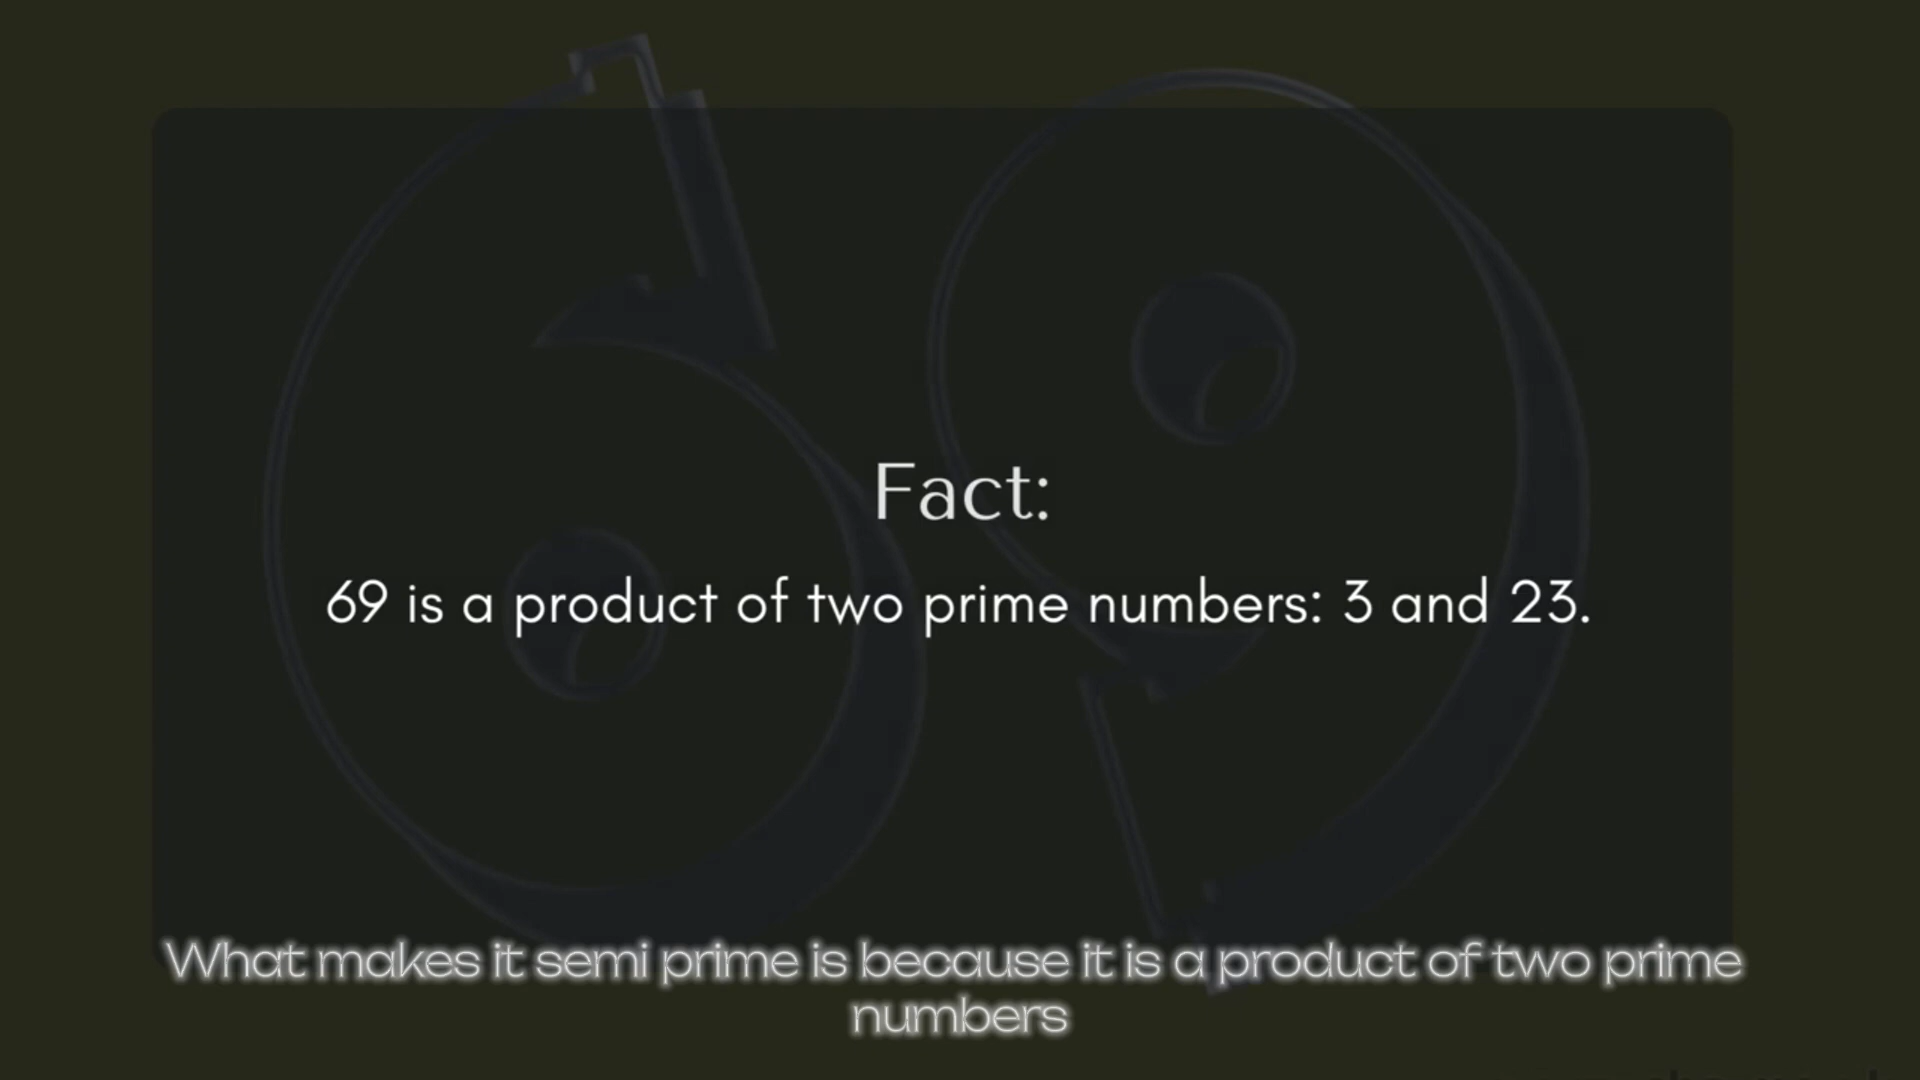 69
Fact:
69 is a product of two prime numbers: 3 and 23.
What makes it semi prime is because it is a product of two prime
numbers